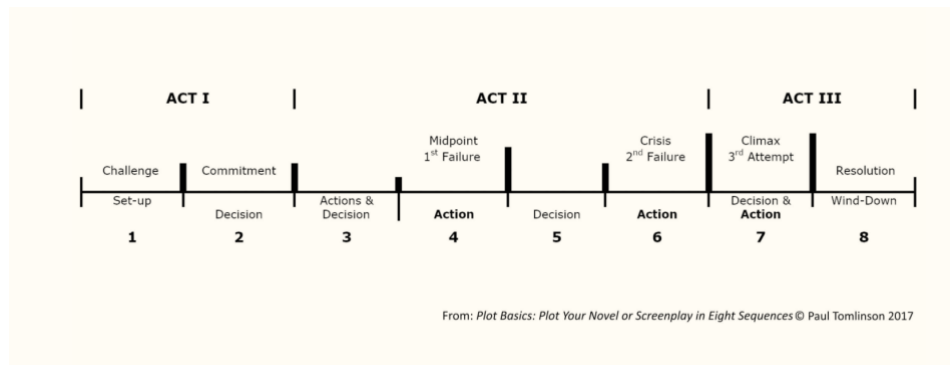 ACT I ACT II ACT III
Midpoint Crisis Climax
1st Failure 2nd Failure 3rd Attempt
Challenge Commitment Resolution
Set-up Actions & Decision & Wind-Down
Decision Decision Action Decision Action Action
1 2 3 4 5 6 7 8
From: Plot Basics: Plot Your Novel or Screenplay in Eight Sequences © Paul Tomlinson 2017